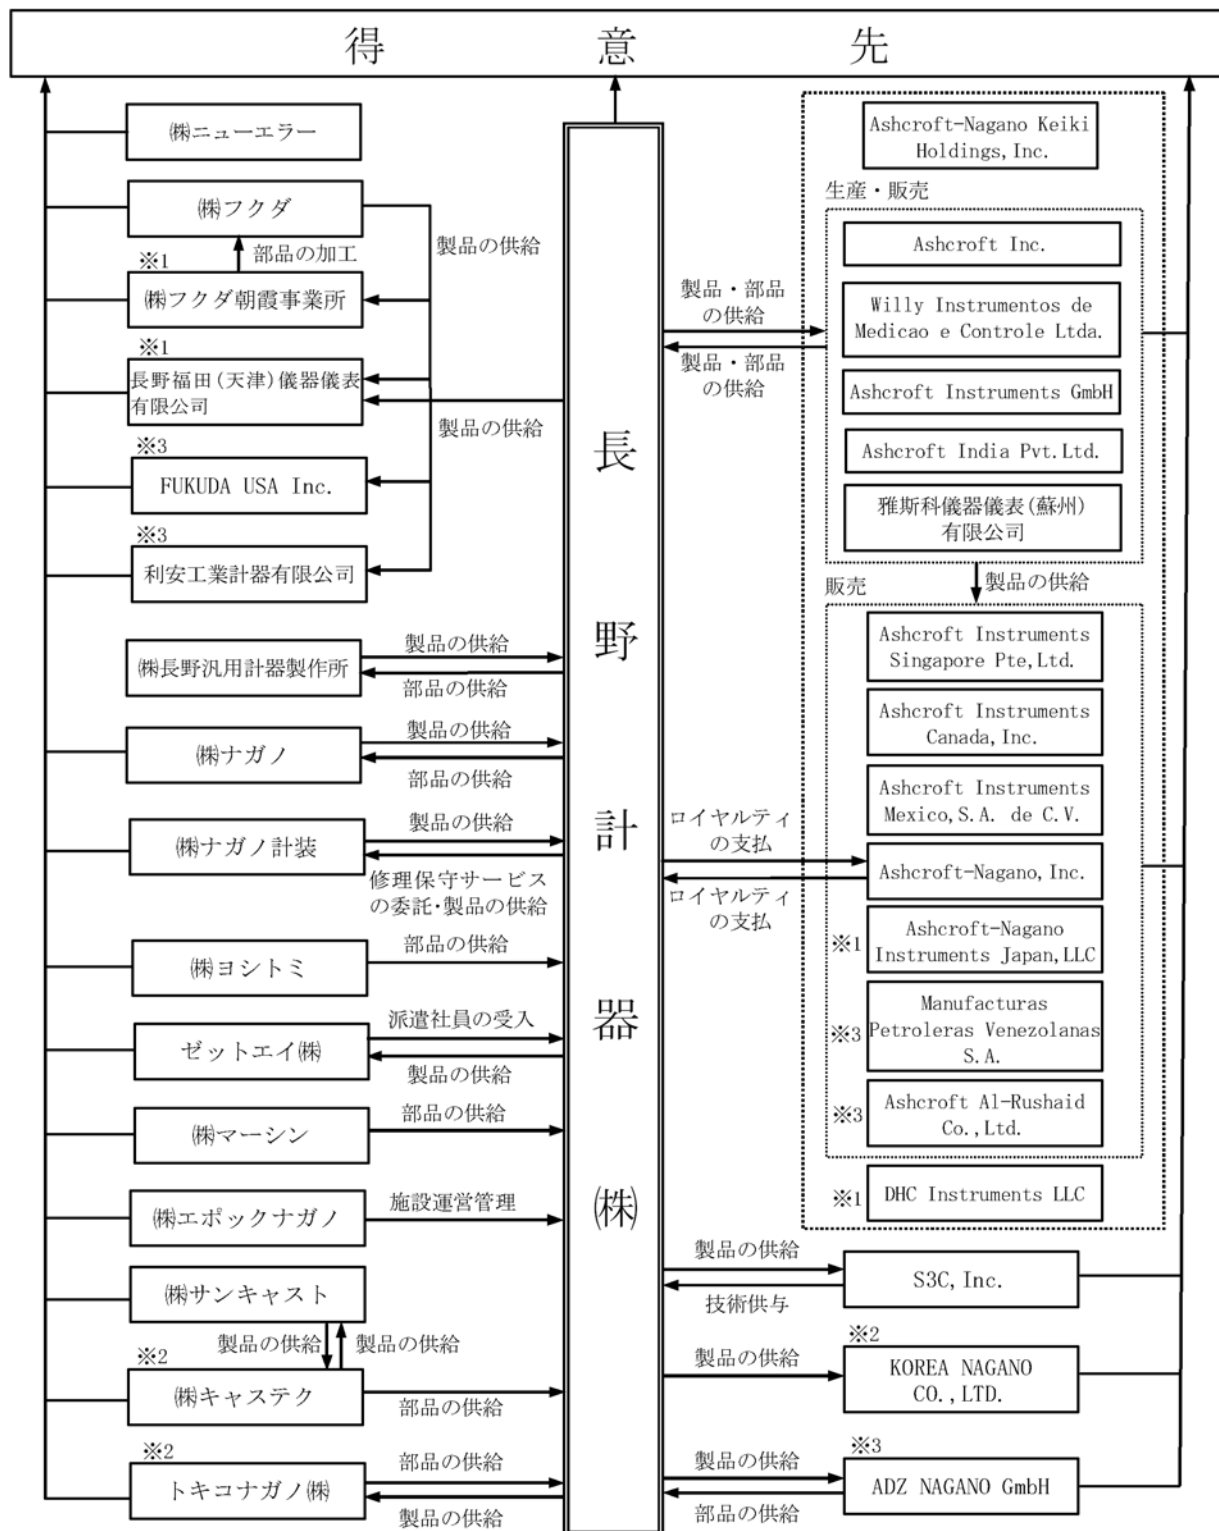 得意先
㈱ニューエラー
㈱フクダ
製品の供給
部品の加工
※1
㈱フクダ朝霞事業所
※1
長野福田(天津)儀器儀表
有限公司
製品の供給
※3
FUKUDA USA Inc.
※3
利安工業計器有限公司
㈱長野汎用計器製作所
製品の供給
部品の供給
㈱ナガノ
製品の供給
部品の供給
㈱ナガノ計装
製品の供給
修理保守サービス
の委託・製品の供給
㈱ヨシトミ
部品の供給
ゼットエイ㈱
派遣社員の受入
製品の供給
㈱マーシン
部品の供給
㈱エポックナガノ
施設運営管理
㈱サンキャスト
製品の供給
製品の供給
※2
㈱キャステク
部品の供給
※2
トキコナガノ㈱
部品の供給
製品の供給
長野計器㈱
製品・部品
の供給
製品・部品
の供給
ロイヤルティ
の支払
ロイヤルティ
の支払
Ashcroft-Nagano Keiki
Holdings,Inc.
生産・販売
Ashcroft Inc.
Willy Instrumentos de
Medicao e Controle Ltda.
Ashcroft Instruments GmbH
Ashcroft India Pvt.Ltd.
雅斯科儀器儀表(蘇州)
有限公司
製品の供給
販売
Ashcroft Instruments
Singapore Pte,Ltd.
Ashcroft Instruments
Canada,Inc.
Ashcroft Instruments
Mexico,S.A. de C.V.
Ashcroft-Nagano,Inc.
※1
Ashcroft-Nagano
Instruments Japan,LLC
※3
Manufacturas
Petroleras Venezolanas
S.A.
※3
Ashcroft Al-Rushaid
Co.,Ltd.
※1
DHC Instruments LLC
製品の供給
技術供与
S3C,Inc.
※2
製品の供給
KOREA NAGANO
CO.,LTD.
※3
製品の供給
部品の供給
ADZ NAGANO GmbH